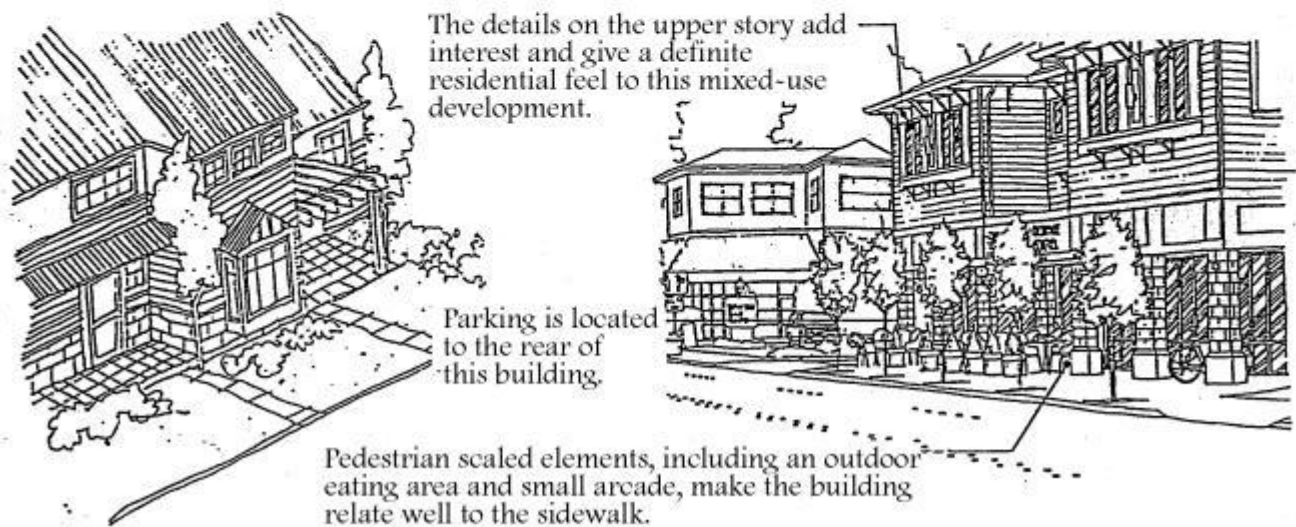 The details on the upper story add
interest and give a definite
residential feel to this mixed-use
development.
Parking is located
to the rear of
this building.
Pedestrian scaled elements, including an outdoor
eating area and small arcade, make the building
relate well to the sidewalk.